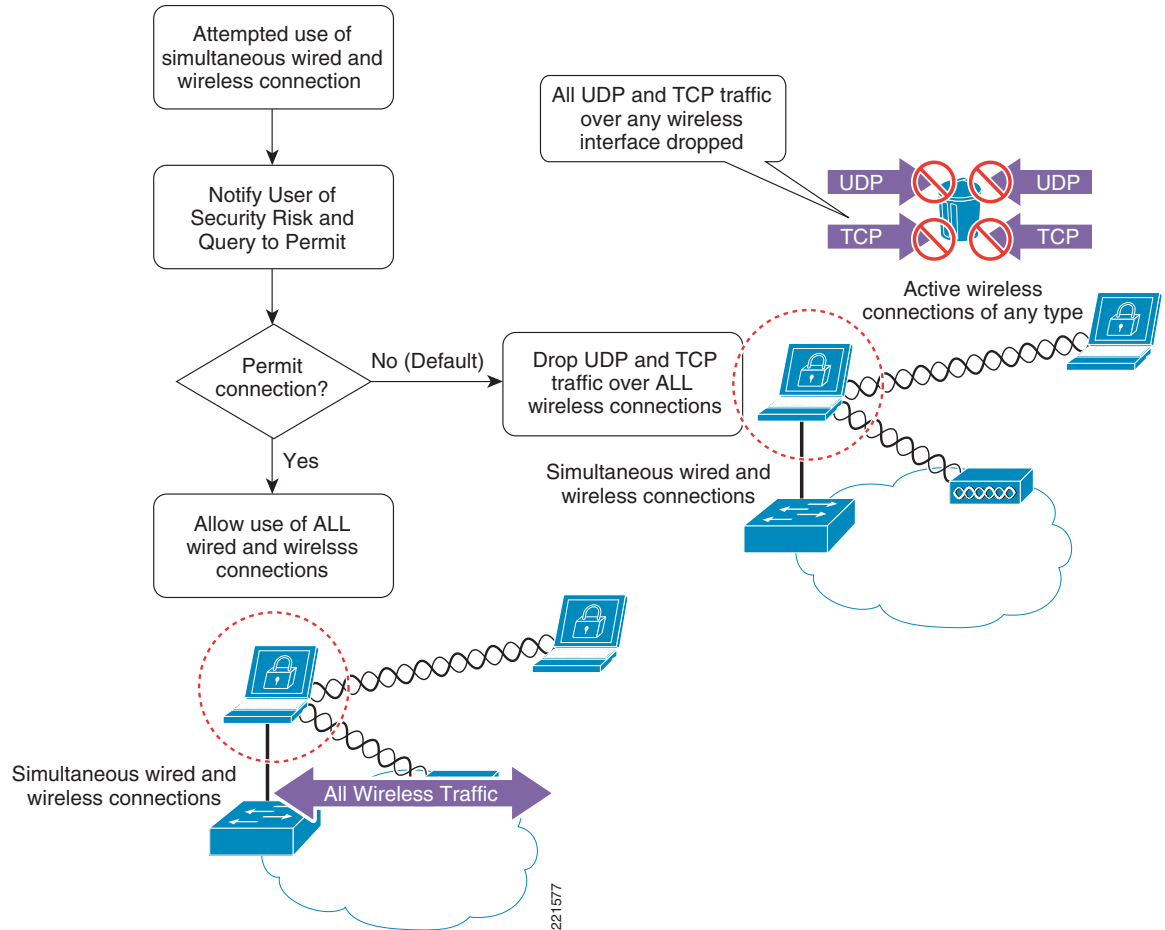 Attempted use of
simultaneous wired and
wireless connection
All UDP and TCP traffic
over any wireless
interface dropped
Notify User of
Security Risk and
Query to Permit
UDP
UDP
TCP
TCP
Active wireless
connections of any type
Permit
connection?
No (Default)
Drop UDP and TCP
traffic over ALL
wireless connections
Yes
Simultaneous wired and
wireless connections
Allow use of ALL
wired and wirelsss
connections
Simultaneous wired and
wireless connections
All Wireless Traffic
221577